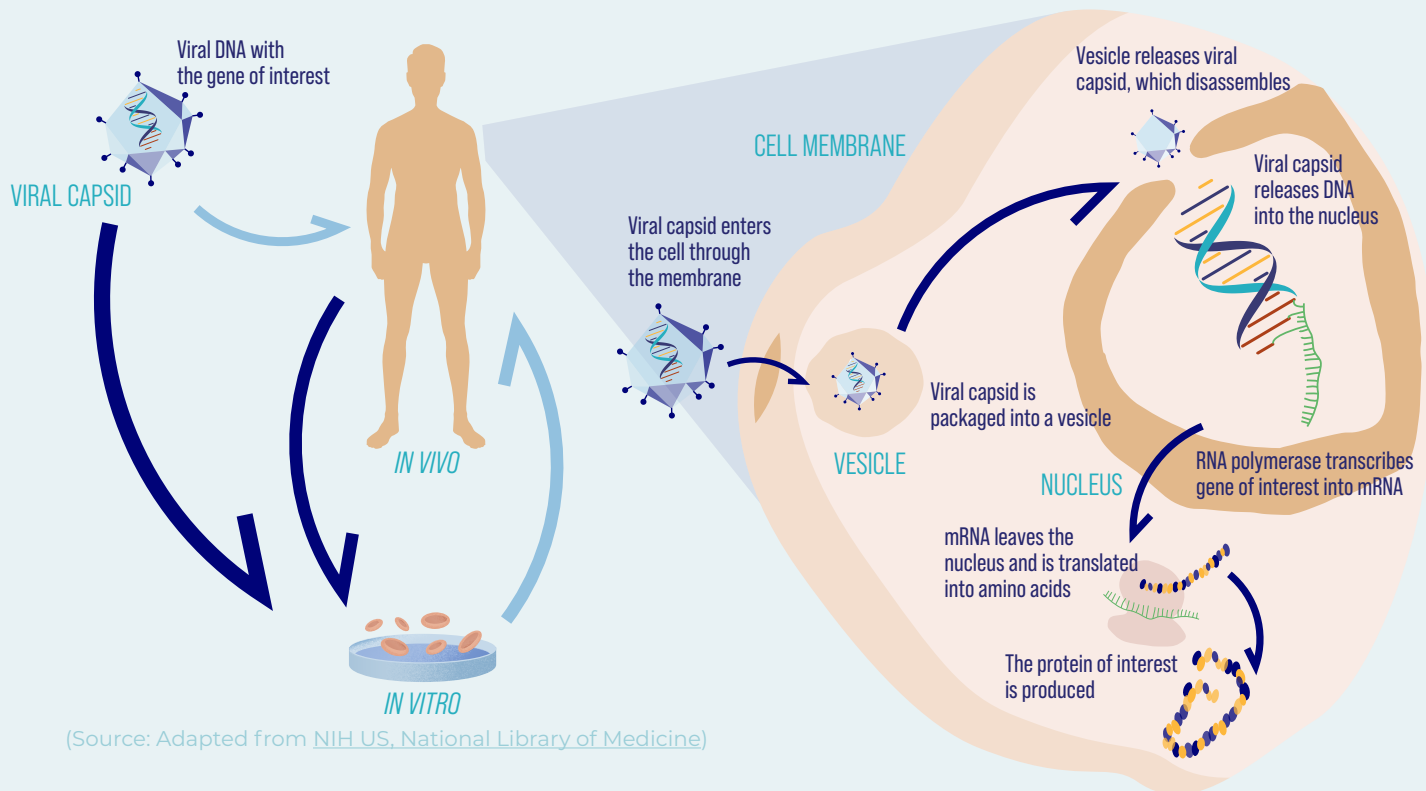 Viral DNA with
the gene of interest
VIRAL CAPSID
IN VIVO
IN VITRO
(Source: Adapted from NIH US, National Library of Medicine)
CELL MEMBRANE
Viral capsid enters
the cell through
the membrane
Viral capsid is
packaged into a vesicle
VESICLE
Vesicle releases viral
capsid, which disassembles
Viral capsid
releases DNA
into the nucleus
RNA polymerase transcribes
gene of interest into mRNA
NUCLEUS
mRNA leaves the
nucleus and is translated
into amino acids
The protein of interest
is produced